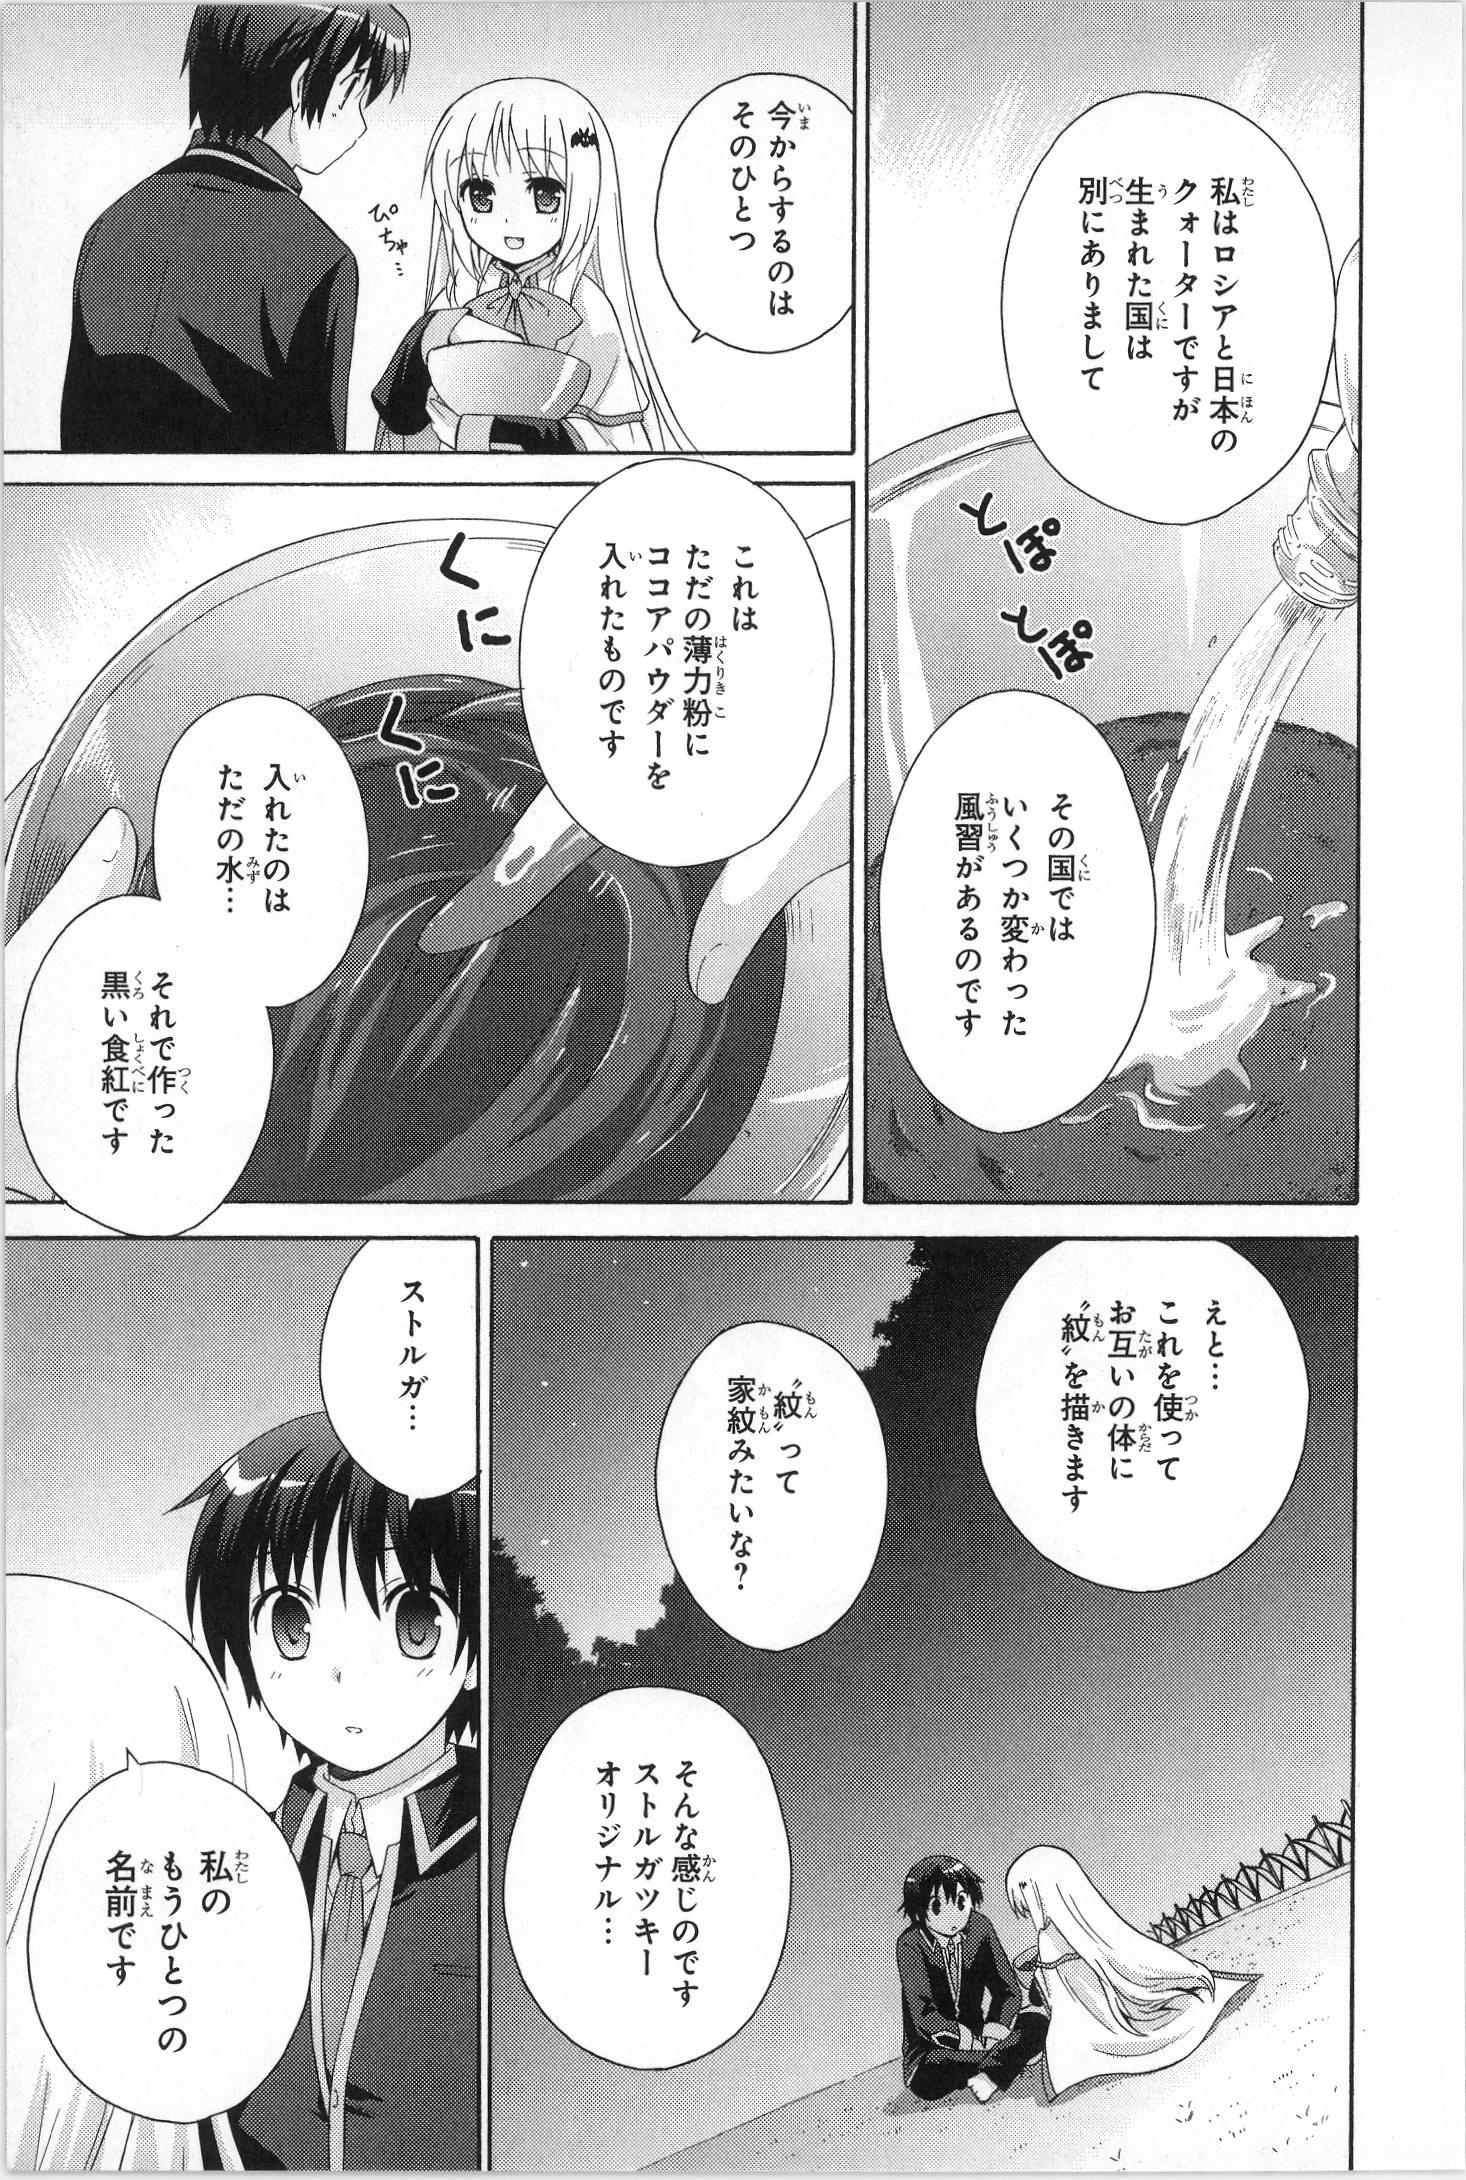 私はロシアと日本の
クォーターですが
生まれた国は
別にありまして
とぽ
とぽ
その国では
いくつか変わった
風習があるのです
今からするのは
そのひとつ
ぴちゃ…
これは
ただの薄力粉に
ココアパウダーを
入れたものです
くに
くに
入れたのは
ただの水…
それで作った
黒い食紅です
えと…
これを使って
お互いの体に
〝紋〟を描きます
〝紋〟って
家紋みたいな?
そんな感じのです
ストルガツキー
オリジナル…
ストルガ…
私の
もうひとつの
名前です